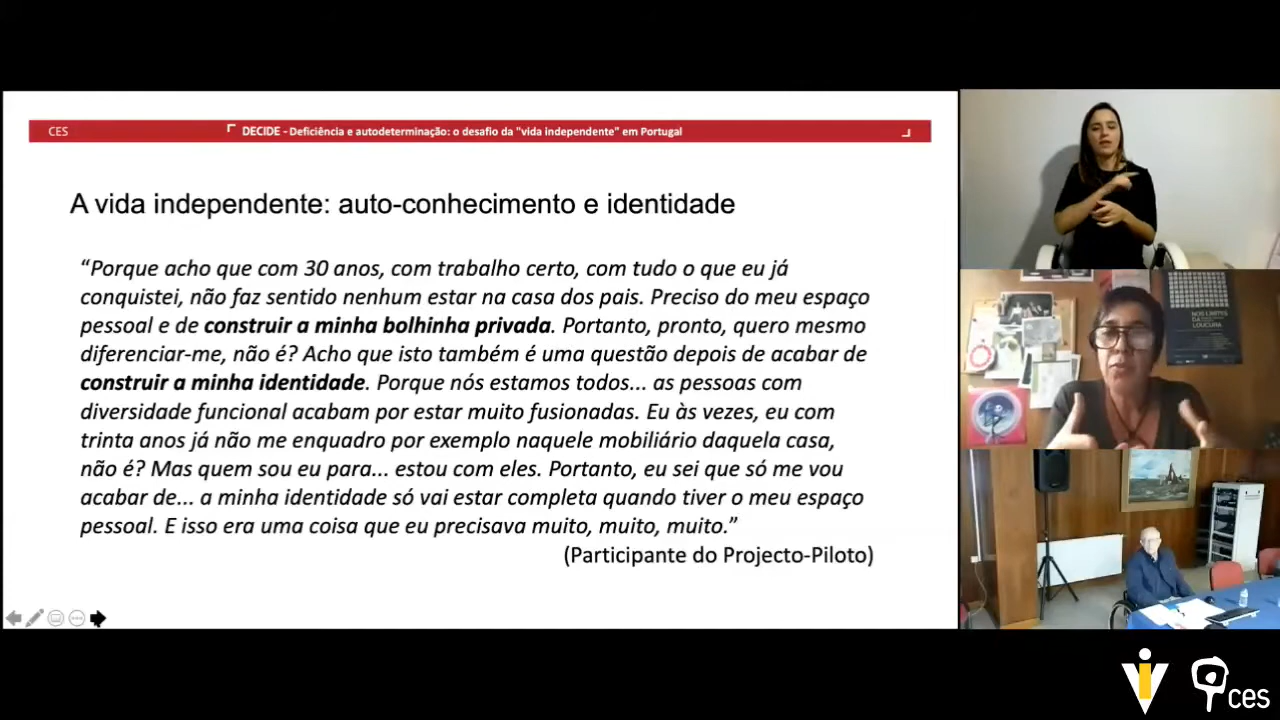 CES
DECIDE - Deficiência e autodeterminação: o desafio da "vida independente" em Portugal
A vida independente: auto-conhecimento e identidade
“Porque acho que com 30 anos, com trabalho certo, com tudo o que eu já
conquistei, não faz sentido nenhum estar na casa dos pais. Preciso do meu espaço
pessoal e de construir a minha bolhinha privada. Portanto, pronto, quero mesmo
diferenciar-me, não é? Acho que isto também é uma questão depois de acabar de
construir a minha identidade. Porque nós estamos todos... as pessoas com
diversidade funcional acabam por estar muito fusionadas. Eu às vezes, eu com
trinta anos já não me enquadro por exemplo naquele mobiliário daquela casa,
não é? Mas quem sou eu para... estou com eles. Portanto, eu sei que só me vou
acabar de... a minha identidade só vai estar completa quando tiver o meu espaço
pessoal. E isso era uma coisa que eu precisava muito, muito, muito.”
(Participante do Projecto-Piloto)
NOS LIMITES
DA
LOUCURA
iV
ces